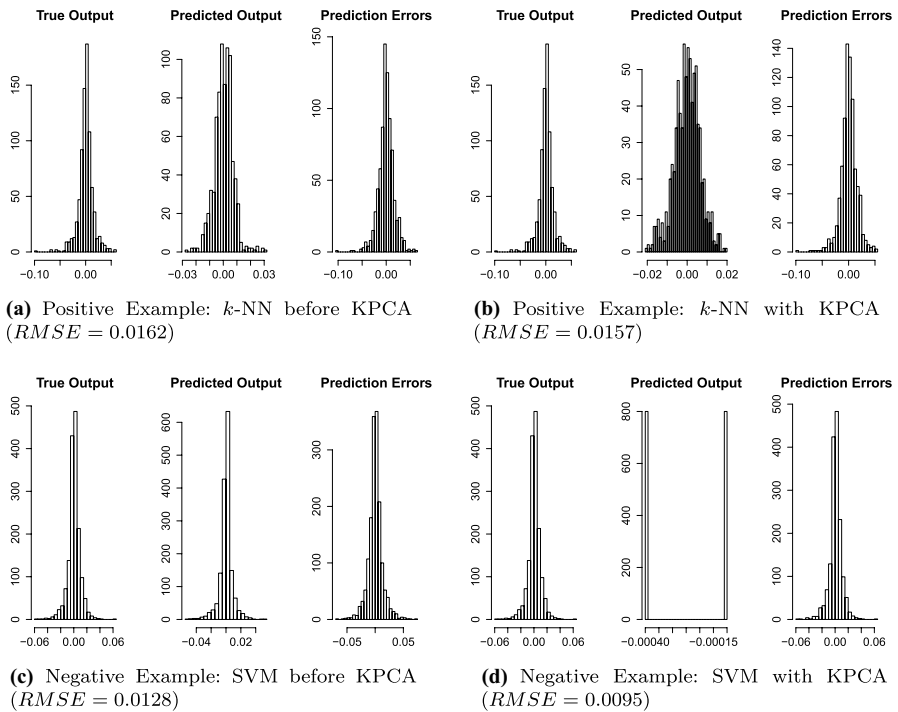 True Output
Predicted Output
Prediction Errors
0 50 100 150
−0.10 0.00
0 20 40 60 80 100
−0.03 0.00 0.03
0 50 100 150
−0.10 0.00
(a) Positive Example: k-NN before KPCA
(RMSE = 0.0162)
True Output
Predicted Output
Prediction Errors
0 50 100 150
−0.10 0.00
0 10 20 30 40 50
−0.02 0.00 0.02
0 20 40 60 80 100 120 140
−0.10 0.00
(b) Positive Example: k-NN with KPCA
(RMSE = 0.0157)
True Output
Predicted Output
Prediction Errors
0 100 200 300 400 500
−0.06 0.00 0.06
0 100 200 300 400 500 600
−0.04 0.02
0 100 200 300
−0.05 0.05
(c) Negative Example: SVM before KPCA
(RMSE = 0.0128)
True Output
Predicted Output
Prediction Errors
0 100 200 300 400 500
−0.06 0.00 0.06
0 200 400 600 800
−0.00040 −0.00015
0 100 200 300 400 500
−0.06 0.00 0.06
(d) Negative Example: SVM with KPCA
(RMSE = 0.0095)